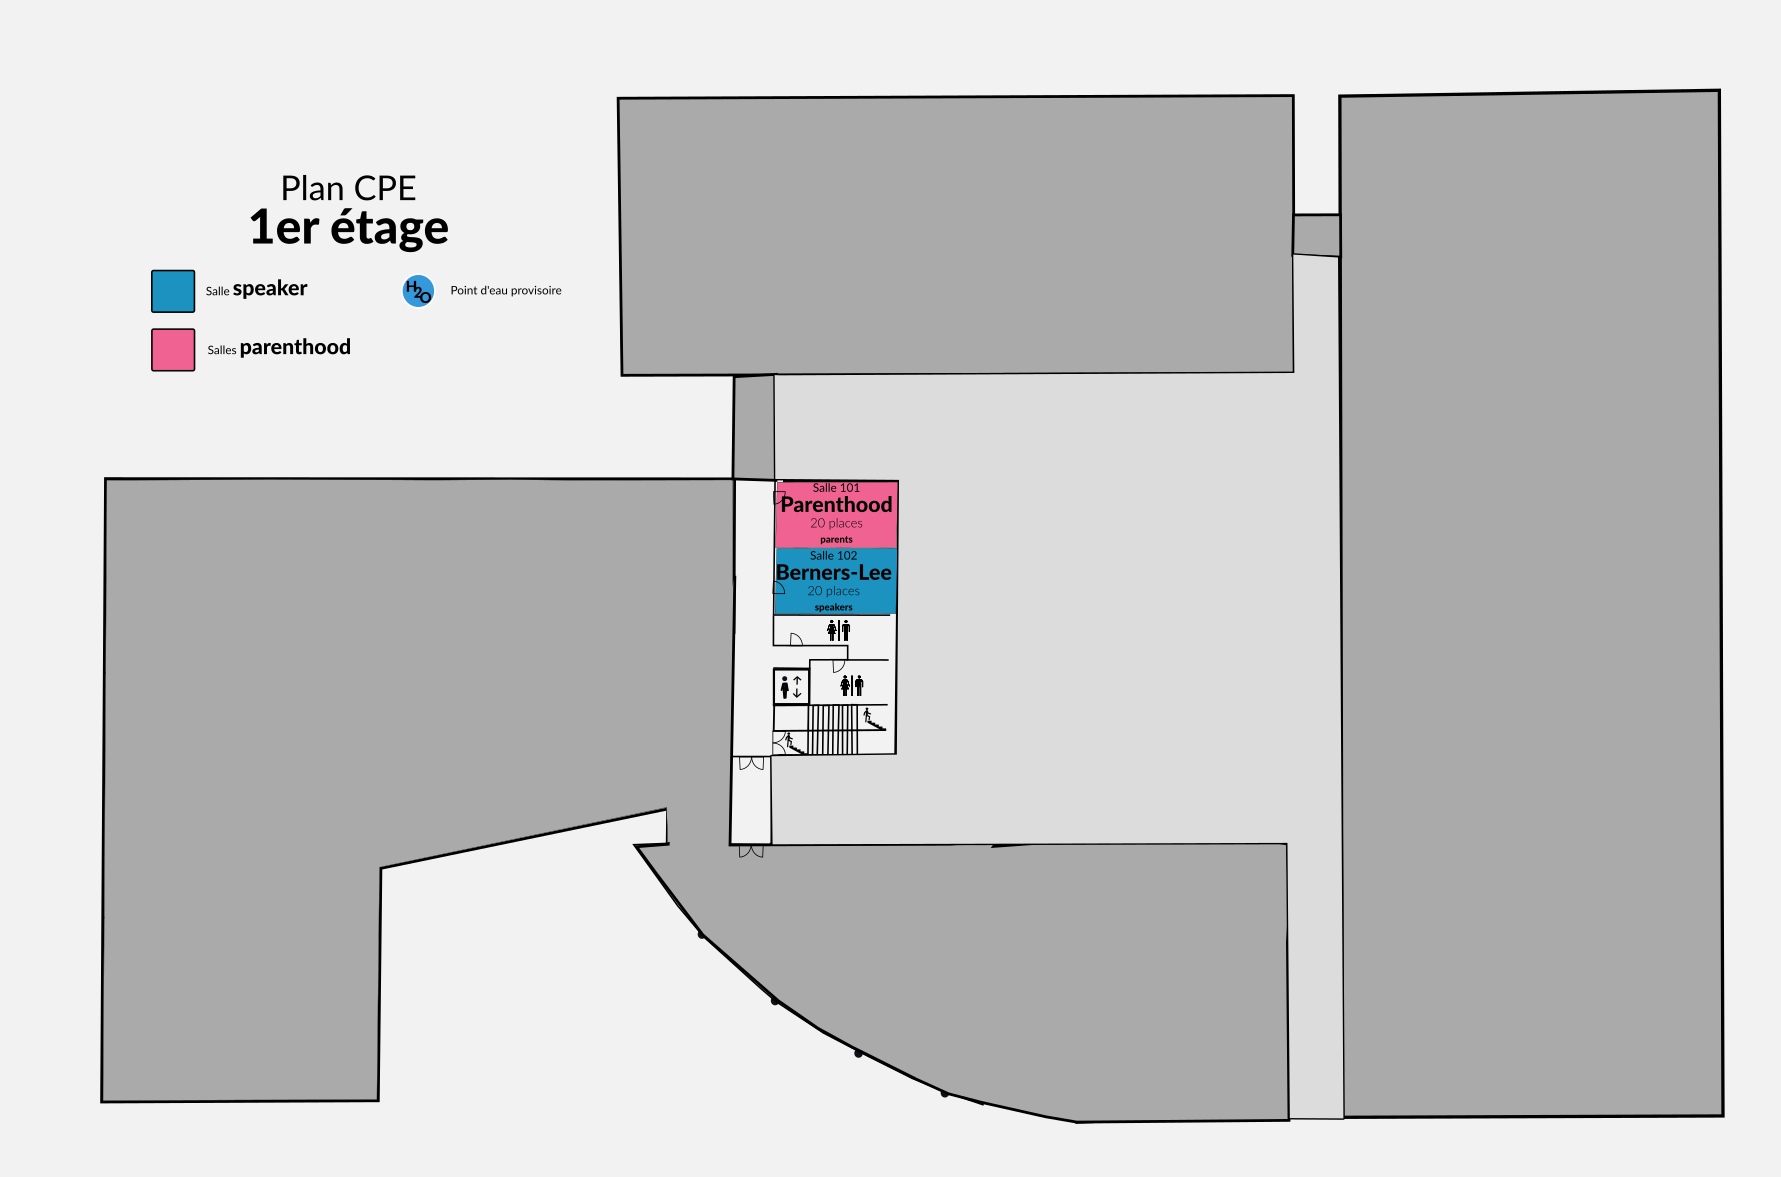 Plan CPE
1er étage
Salle speaker
H2O
Point d'eau provisoire
Salles parenthood
Salle 101
Parenthood
20 places
parents
Salle 102
Berners-Lee
20 places
speakers